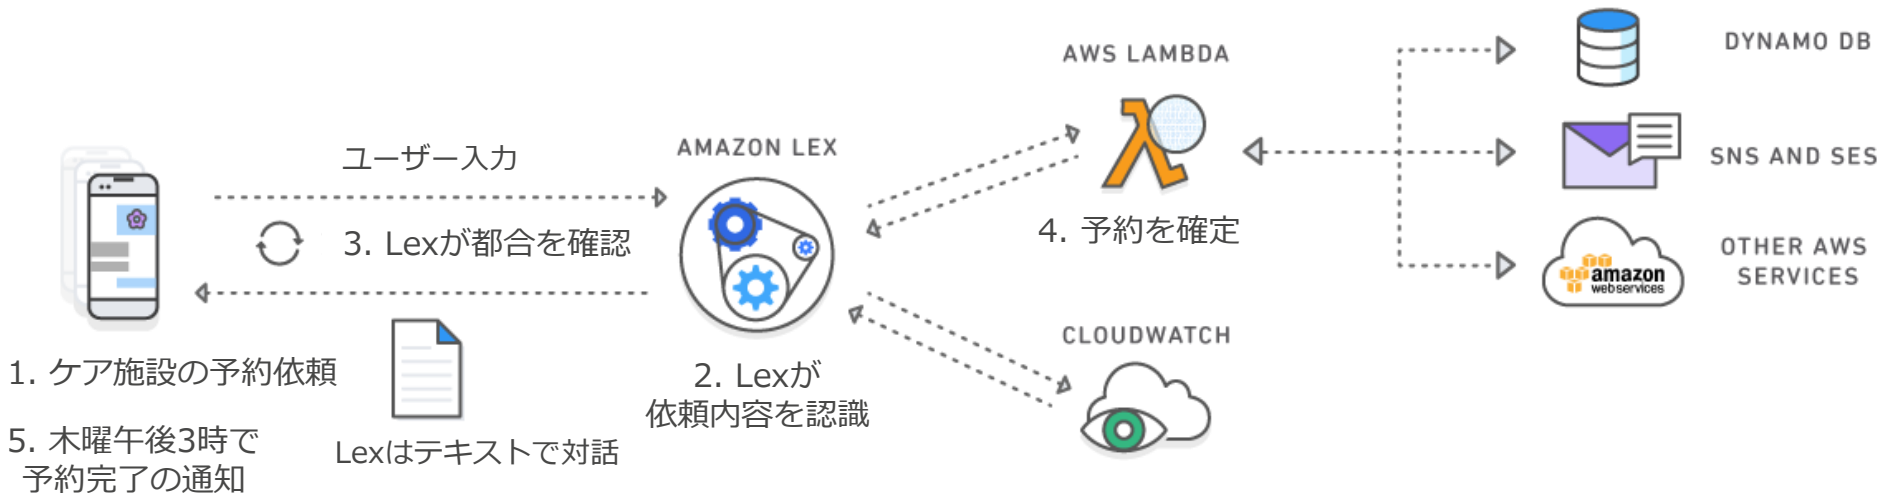 ユーザー入力
3. Lexが都合を確認
1. ケア施設の予約依頼
5. 木曜午後3時で
予約完了の通知
Lexはテキストで対話
AMAZON LEX
2. Lexが
依頼内容を認識
AWS LAMBDA
4. 予約を確定
CLOUDWATCH
DYNAMO DB
SNS AND SES
amazon
webservices
OTHER AWS
SERVICES